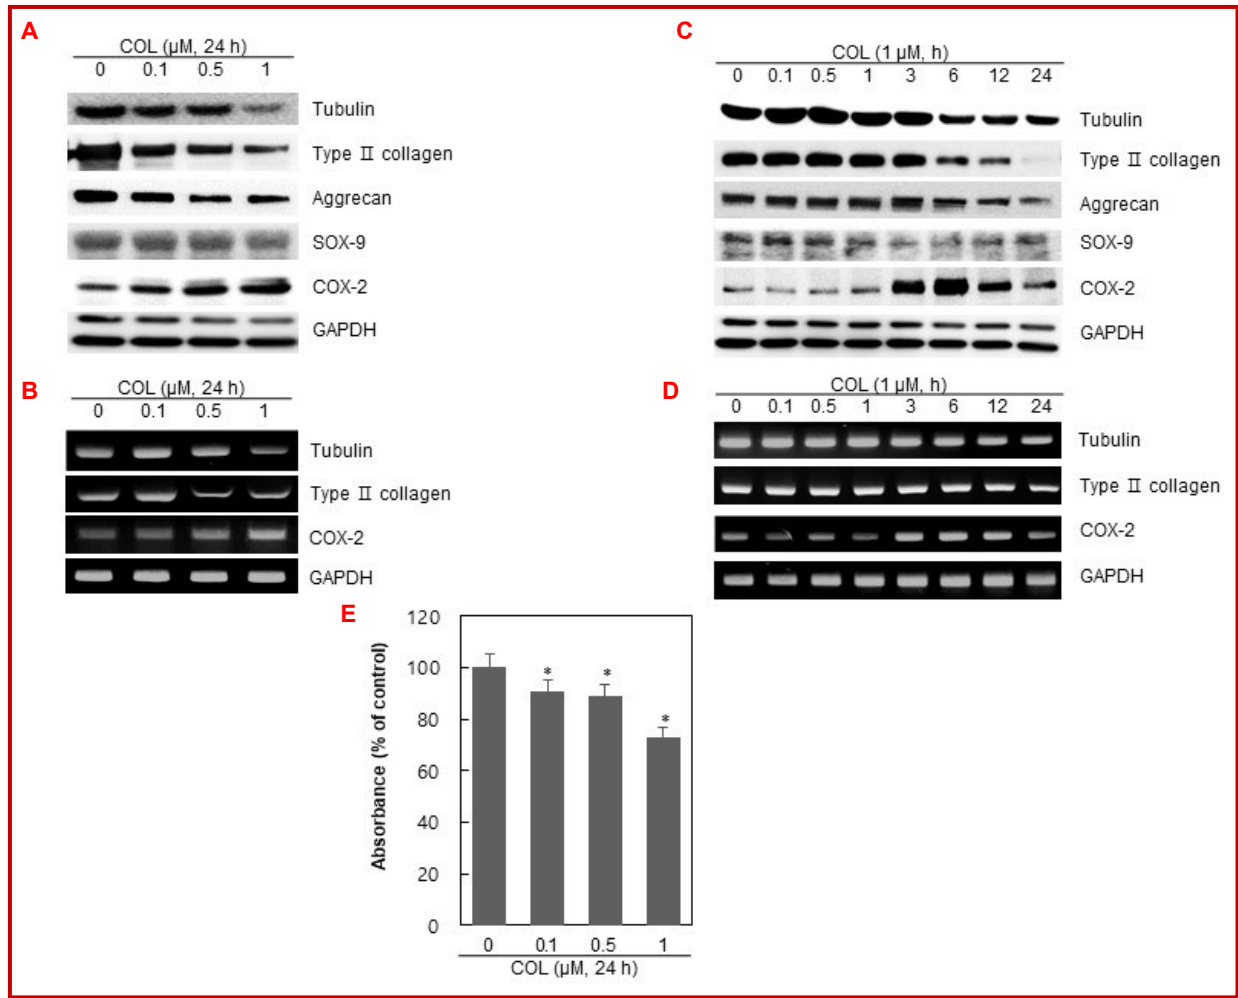 A
COL (µM, 24 h)
0 0.1 0.5 1
Tubulin
Type Ⅱ collagen
Aggrecan
SOX-9
COX-2
GAPDH
B
COL (µM, 24 h)
0 0.1 0.5 1
Tubulin
Type Ⅱ collagen
COX-2
GAPDH
C
COL (1 µM, h)
0 0.1 0.5 1 3 6 12 24
Tubulin
Type Ⅱ collagen
Aggrecan
SOX-9
COX-2
GAPDH
D
COL (1 µM, h)
0 0.1 0.5 1 3 6 12 24
Tubulin
Type Ⅱ collagen
COX-2
GAPDH
E
Absorbance (% of control)
120
100
80
60
40
20
0
* * *
0 0.1 0.5 1
COL (µM, 24 h)